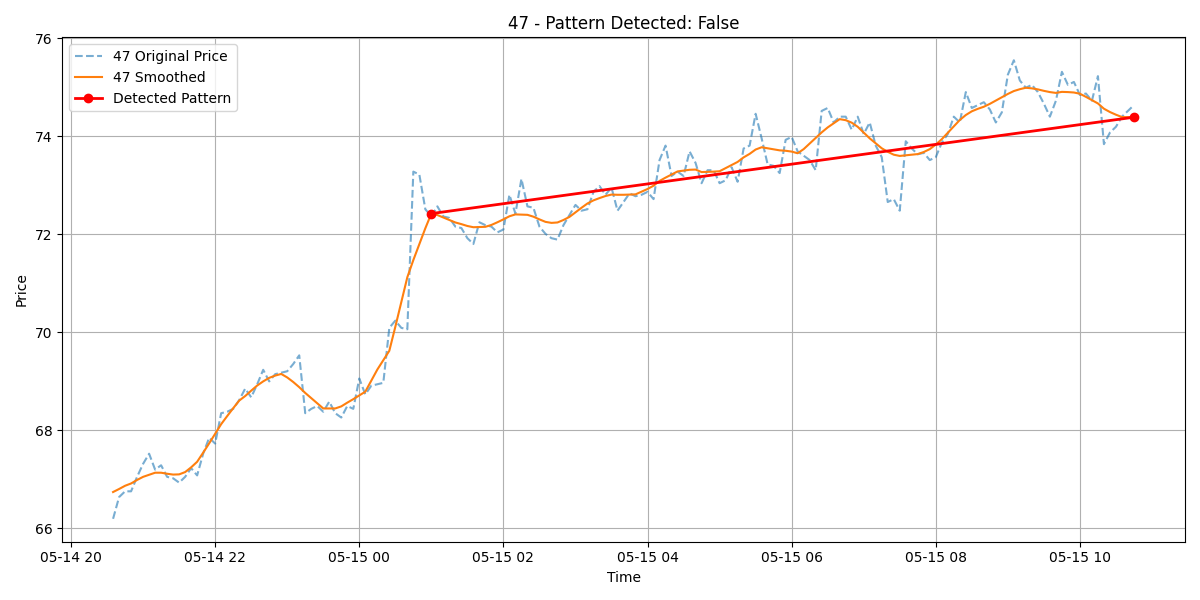 47 - Pattern Detected: False
76
74
72
70
68
66
Price
47 Original Price
47 Smoothed
Detected Pattern
05-14 20
05-14 22
05-15 00
05-15 02
05-15 04
05-15 06
05-15 08
05-15 10
Time